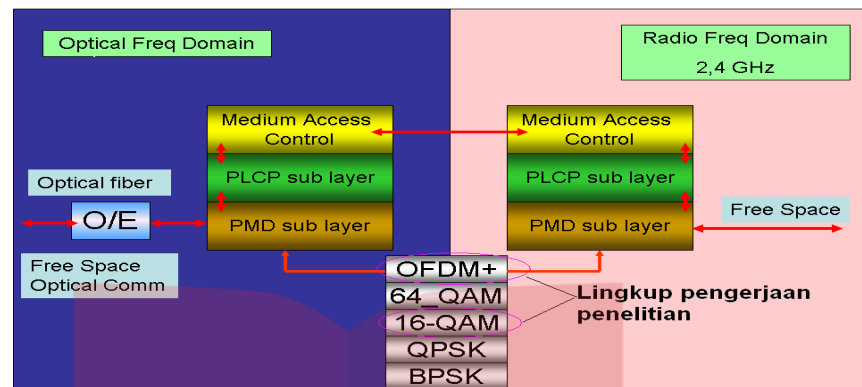 Optical Freq Domain
Radio Freq Domain
2,4 GHz
Medium Access
Control
PLCP sub layer
PMD sub layer
Optical fiber
O/E
Free Space
Optical Comm
Medium Access
Control
PLCP sub layer
PMD sub layer
Free Space
OFDM+
64_QAM
16-QAM
QPSK
BPSK
Lingkup pengerjaan
penelitian